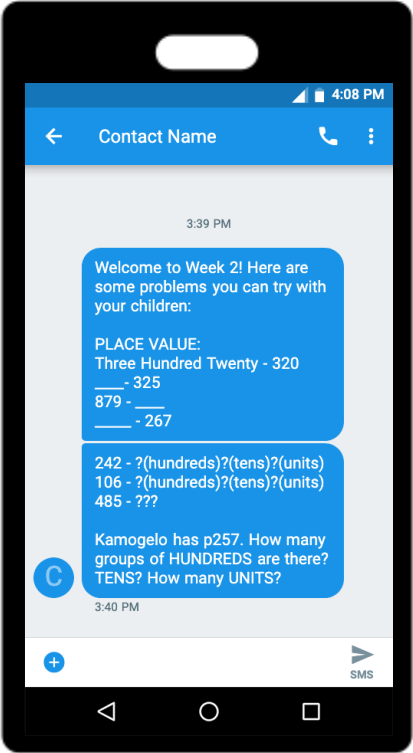 4:08 PM
Contact Name
3:39 PM
Welcome to Week 2! Here are
some problems you can try with
your children:
PLACE VALUE:
Three Hundred Twenty - 320
____- 325
879 - ____
_____ - 267
242 - ?(hundreds)?(tens)?(units)
106 - ?(hundreds)?(tens)?(units)
485 - ???
Kamogelo has p257. How many
groups of HUNDREDS are there?
TENS? How many UNITS?
C
3:40 PM
SMS